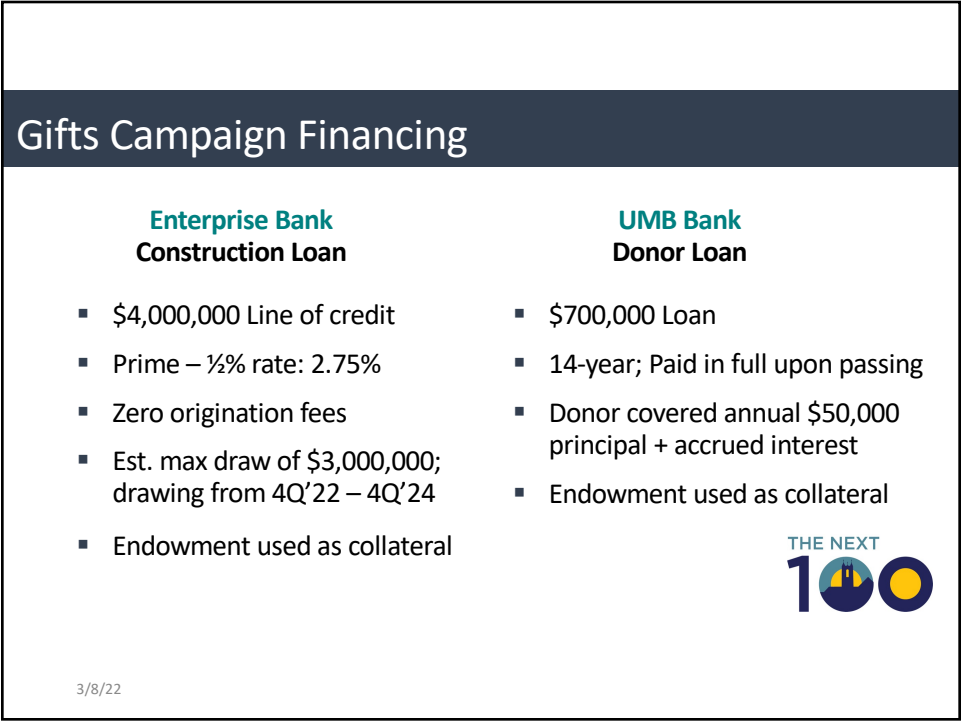 Gifts Campaign Financing
Enterprise Bank
Construction Loan
▪ $4,000,000 Line of credit
▪ Prime – ½% rate: 2.75%
▪ Zero origination fees
▪ Est. max draw of $3,000,000;
drawing from 4Q’22 – 4Q’24
▪ Endowment used as collateral
UMB Bank
Donor Loan
▪ $700,000 Loan
▪ 14-year; Paid in full upon passing
▪ Donor covered annual $50,000
principal + accrued interest
▪ Endowment used as collateral
THE NEXT
100
3/8/22